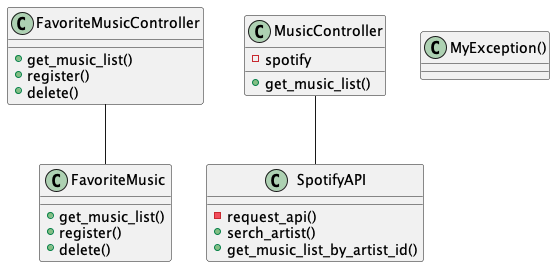 C FavoriteMusicController
get_music_list()
register()
delete()
C MusicController
spotify
get_music_list()
C MyException()
C FavoriteMusic
get_music_list()
register()
delete()
C SpotifyAPI
request_api()
serch_artist()
get_music_list_by_artist_id()